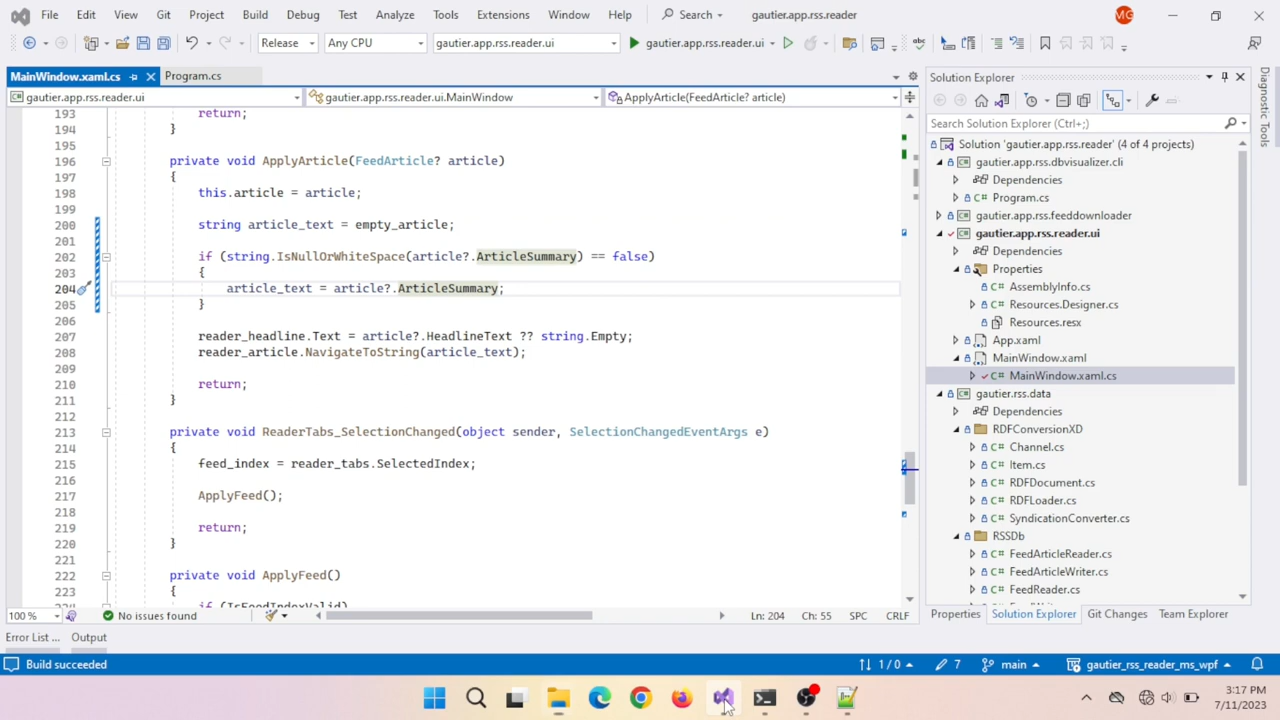 File Edit View Git Project Build Debug Test Analyze Tools Extensions Window Help Search gautier.app.rss.reader MG
Release Any CPU gautier.app.rss.reader.ui gautier.app.rss.reader.ui
MainWindow.xaml.cs Program.cs
gautier.app.rss.reader.ui gautier.app.rss.reader.ui.MainWindow ApplyArticle(FeedArticle? article)
193 return;
194 }
195
196 private void ApplyArticle(FeedArticle? article)
197 {
198 this.article = article;
199
200 string article_text = empty_article;
201
202 if (string.IsNullOrWhiteSpace(article?.ArticleSummary) == false)
203 {
204 article_text = article?.ArticleSummary;
205 }
206
207 reader_headline.Text = article?.HeadlineText ?? string.Empty;
208 reader_article.NavigateToString(article_text);
209
210 return;
211 }
212
213 private void ReaderTabs_SelectionChanged(object sender, SelectionChangedEventArgs e)
214 {
215 feed_index = reader_tabs.SelectedIndex;
216
217 ApplyFeed();
218
219 return;
220 }
221
222 private void ApplyFeed()
223 {
224 if (IsFeedIndexValid)
100 % No issues found Ln: 204 Ch: 55 SPC CRLF
Error List ... Output
Solution Explorer
Search Solution Explorer (Ctrl+;)
Solution 'gautier.app.rss.reader' (4 of 4 projects)
gautier.app.rss.dbvisualizer.cli
Dependencies
C# Program.cs
gautier.app.rss.feeddownloader
gautier.app.rss.reader.ui
Dependencies
Properties
C# AssemblyInfo.cs
C# Resources.Designer.cs
Resources.resx
App.xaml
MainWindow.xaml
C# MainWindow.xaml.cs
gautier.rss.data
Dependencies
RDFConversionXD
C# Channel.cs
C# Item.cs
C# RDFDocument.cs
C# RDFLoader.cs
C# SyndicationConverter.cs
RSSDb
C# FeedArticleReader.cs
C# FeedArticleWriter.cs
C# FeedReader.cs
Properties Solution Explorer Git Changes Team Explorer
Diagnostic Tools
Build succeeded 1 / 0 7 main gautier_rss_reader_ms_wpf
3:17 PM
7/11/2023